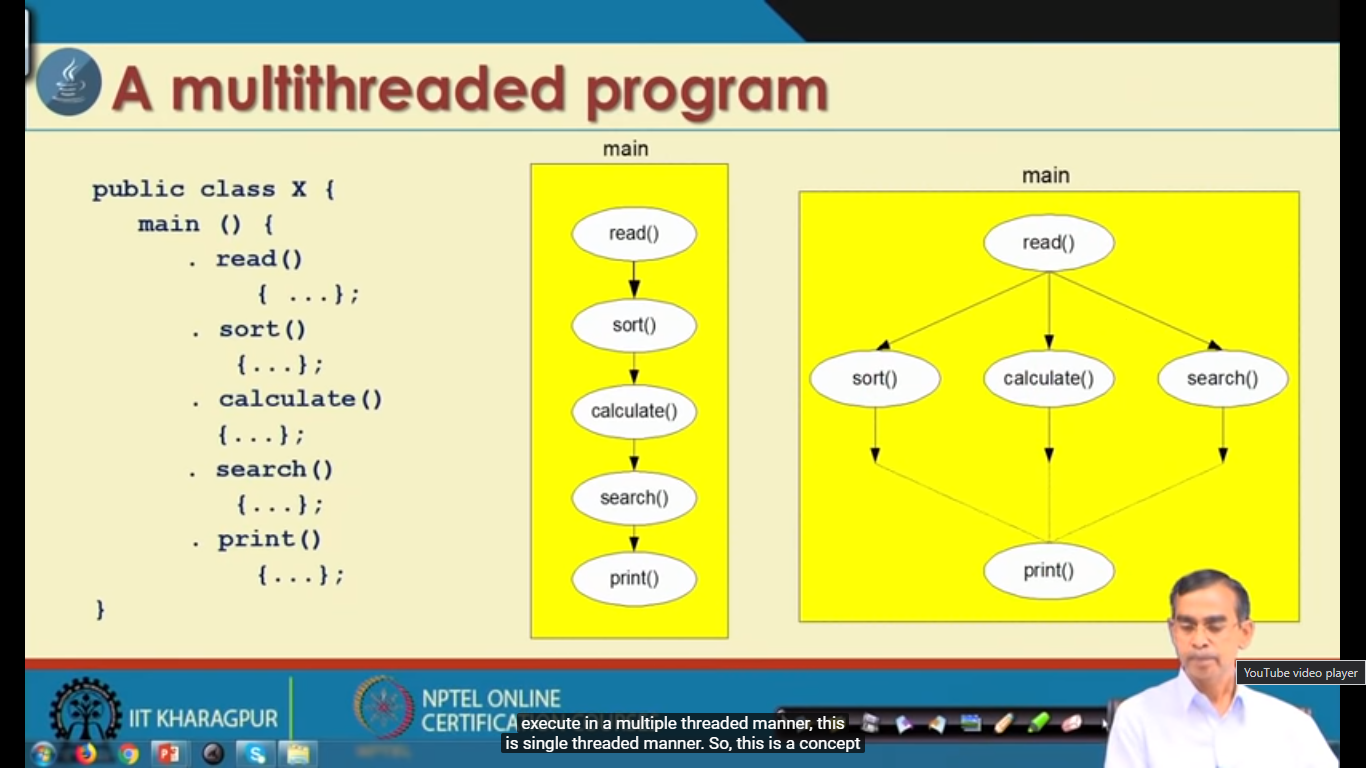 A multithreaded program
public class X {
main () {
. read()
{ ...};
. sort()
{...};
. calculate()
{...};
. search()
{...};
. print()
{...};
}
main
read()
sort()
calculate()
search()
print()
main
read()
sort()
calculate()
search()
print()
YouTube video player
IIT KHARAGPUR
NPTEL ONLINE
execute in a multiple threaded manner, this
is single threaded manner. So, this is a concept